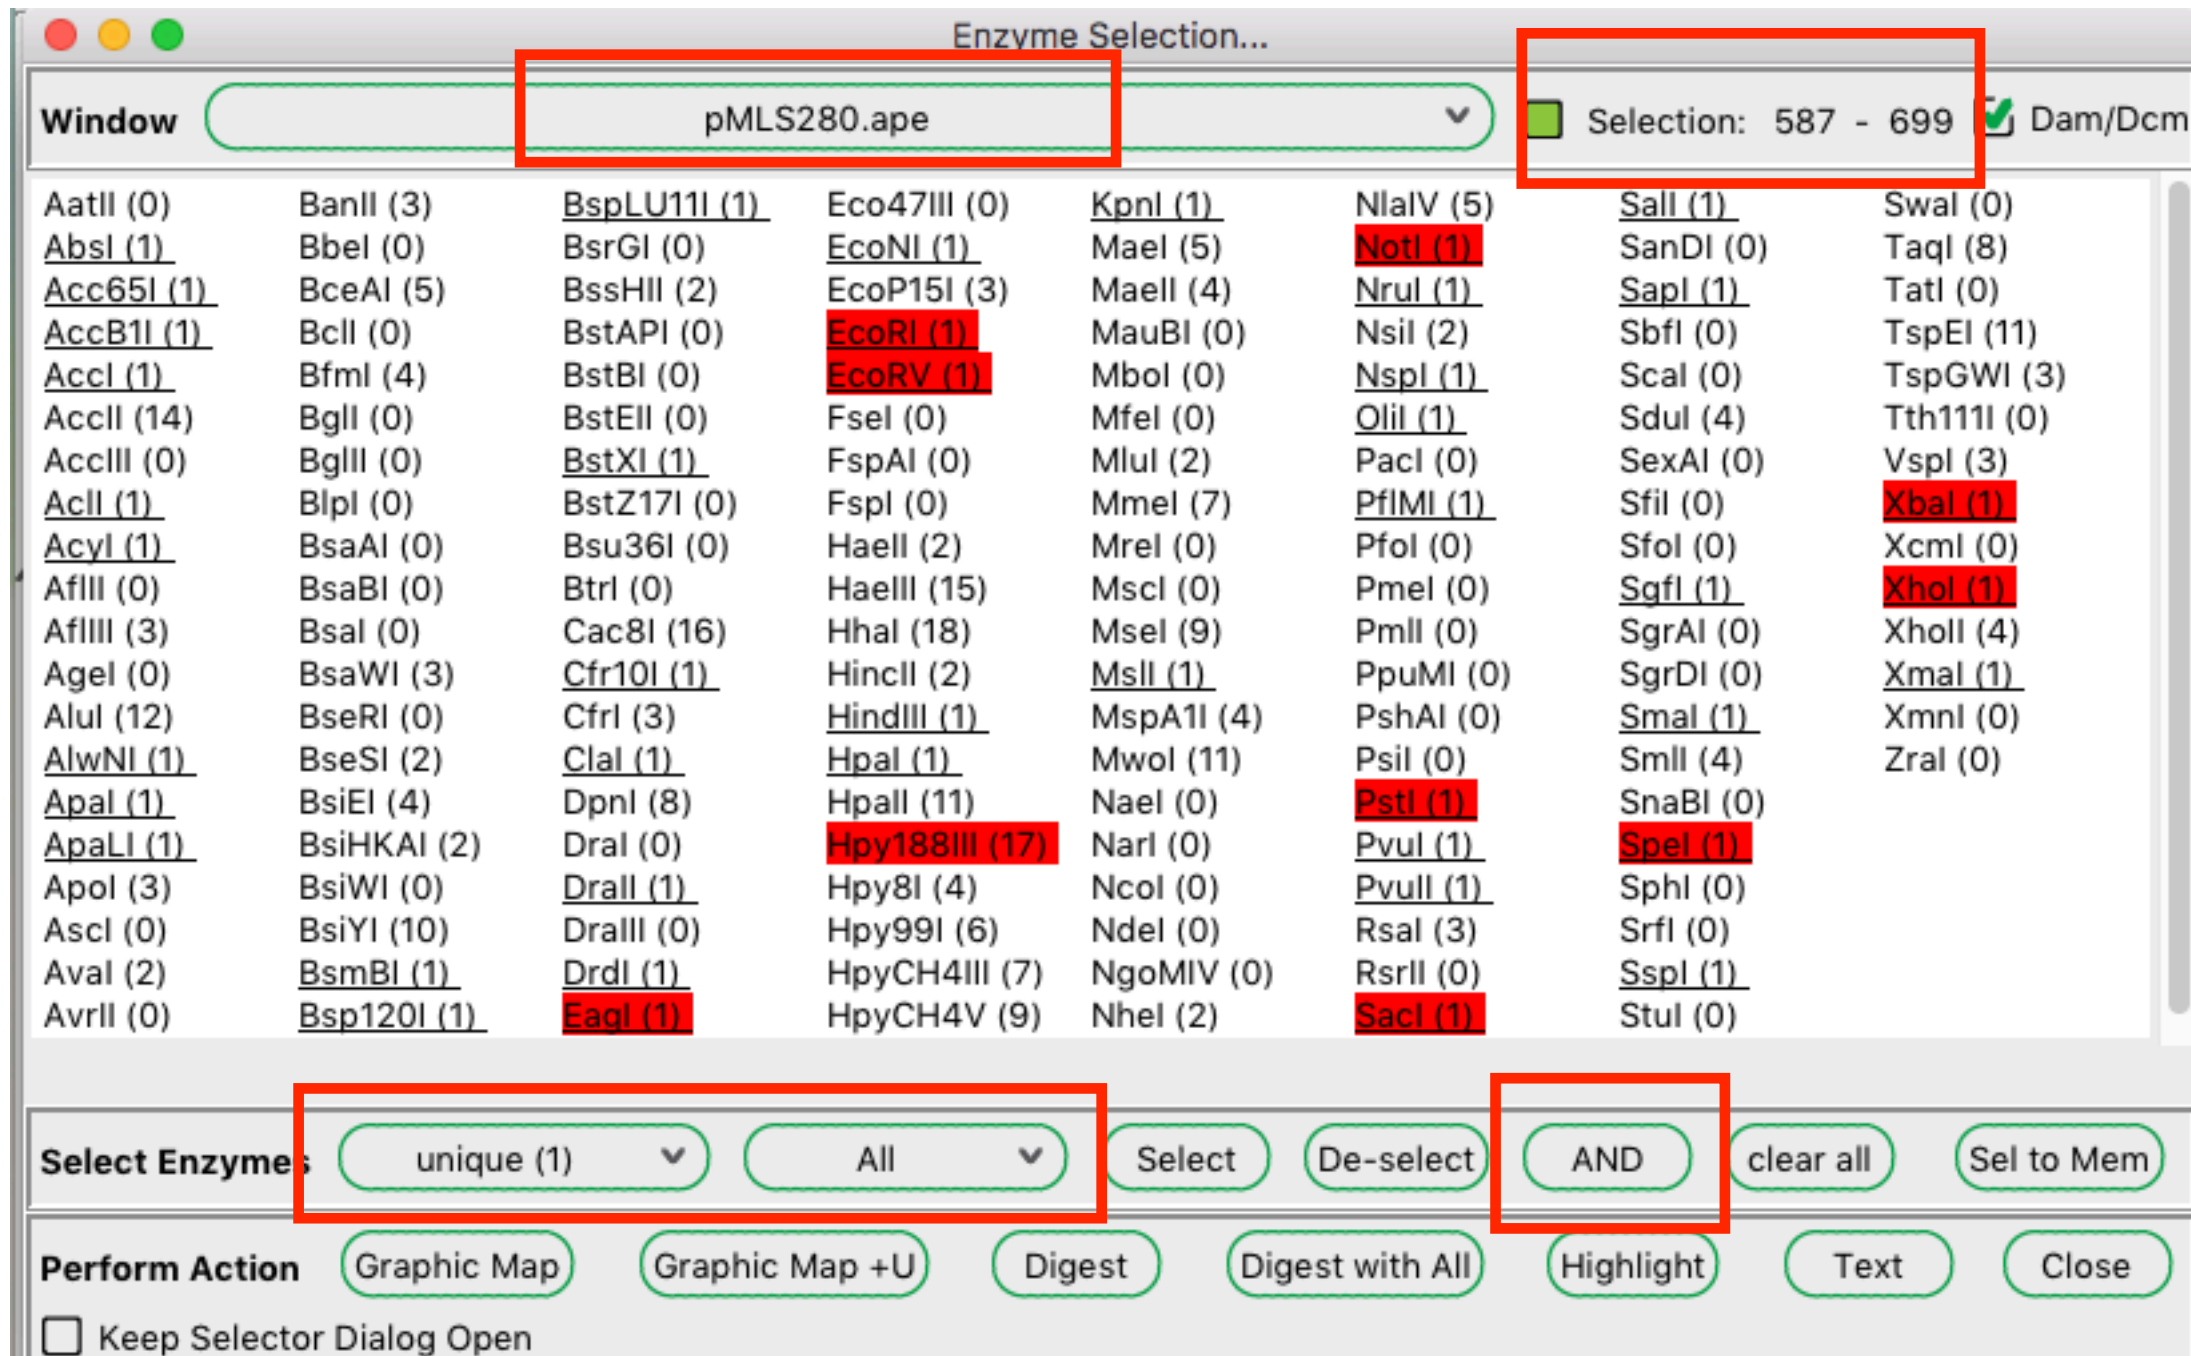 Enzyme Selection...
Window pMLS280.ape Selection: 587 - 699 Dam/Dcm
AatII (0) BanII (3) BspLU11I (1) Eco47III (0) KpnI (1) NlaIV (5) SalI (1) SwaI (0)
AbsI (1) BbeI (0) BsrGI (0) EcoNI (1) MaeI (5) NotI (1) SanDI (0) TaqI (8)
Acc65I (1) BceAI (5) BssHII (2) EcoP15I (3) MaeII (4) NruI (1) SapI (1) TatI (0)
AccB1I (1) BclI (0) BstAPI (0) EcoRI (1) MauBI (0) NsiI (2) SbfI (0) TspEI (11)
AccI (1) BfmI (4) BstBI (0) EcoRV (1) MboI (0) NspI (1) ScaI (0) TspGWI (3)
AccII (14) BglI (0) BstEII (0) FseI (0) MfeI (0) OliI (1) SduI (4) Tth111I (0)
AccIII (0) BglII (0) BstXI (1) FspAI (0) MluI (2) PacI (0) SexAI (0) VspI (3)
AclI (1) BlpI (0) BstZ17I (0) FspI (0) MmeI (7) PflMI (1) SfiI (0) XbaI (1)
AcyI (1) BsaAI (0) Bsu36I (0) HaeII (2) MreI (0) PfoI (0) SfoI (0) XcmI (0)
AflII (0) BsaBI (0) BtrI (0) HaeIII (15) MscI (0) PmeI (0) SgfI (1) XhoI (1)
AflIII (3) BsaI (0) Cac8I (16) HhaI (18) MseI (9) PmlI (0) SgrAI (0) XhoII (4)
AgeI (0) BsaWI (3) Cfr10I (1) HincII (2) MslI (1) PpuMI (0) SgrDI (0) XmaI (1)
AluI (12) BseRI (0) CfrI (3) HindIII (1) MspA1I (4) PshAI (0) SmaI (1) XmnI (0)
AlwNI (1) BseSI (2) ClaI (1) HpaI (1) MwoI (11) PsiI (0) SmlI (4) ZraI (0)
ApaI (1) BsiEI (4) DpnI (8) HpaII (11) NaeI (0) PstI (1) SnaBI (0)
ApaLI (1) BsiHKAI (2) DraI (0) Hpy188III (17) NarI (0) PvuI (1) SpeI (1)
ApoI (3) BsiWI (0) DraII (1) Hpy8I (4) NcoI (0) PvuII (1) SphI (0)
AscI (0) BsiYI (10) DraIII (0) Hpy99I (6) NdeI (0) RsaI (3) SrfI (0)
AvaI (2) BsmBI (1) DrdI (1) HpyCH4III (7) NgoMIV (0) RsrII (0) SspI (1)
AvrII (0) Bsp120I (1) EagI (1) HpyCH4V (9) NheI (2) SacI (1) StuI (0)
Select Enzymes unique (1) All Select De-select AND clear all Sel to Mem
Perform Action Graphic Map Graphic Map +U Digest Digest with All Highlight Text Close
Keep Selector Dialog Open